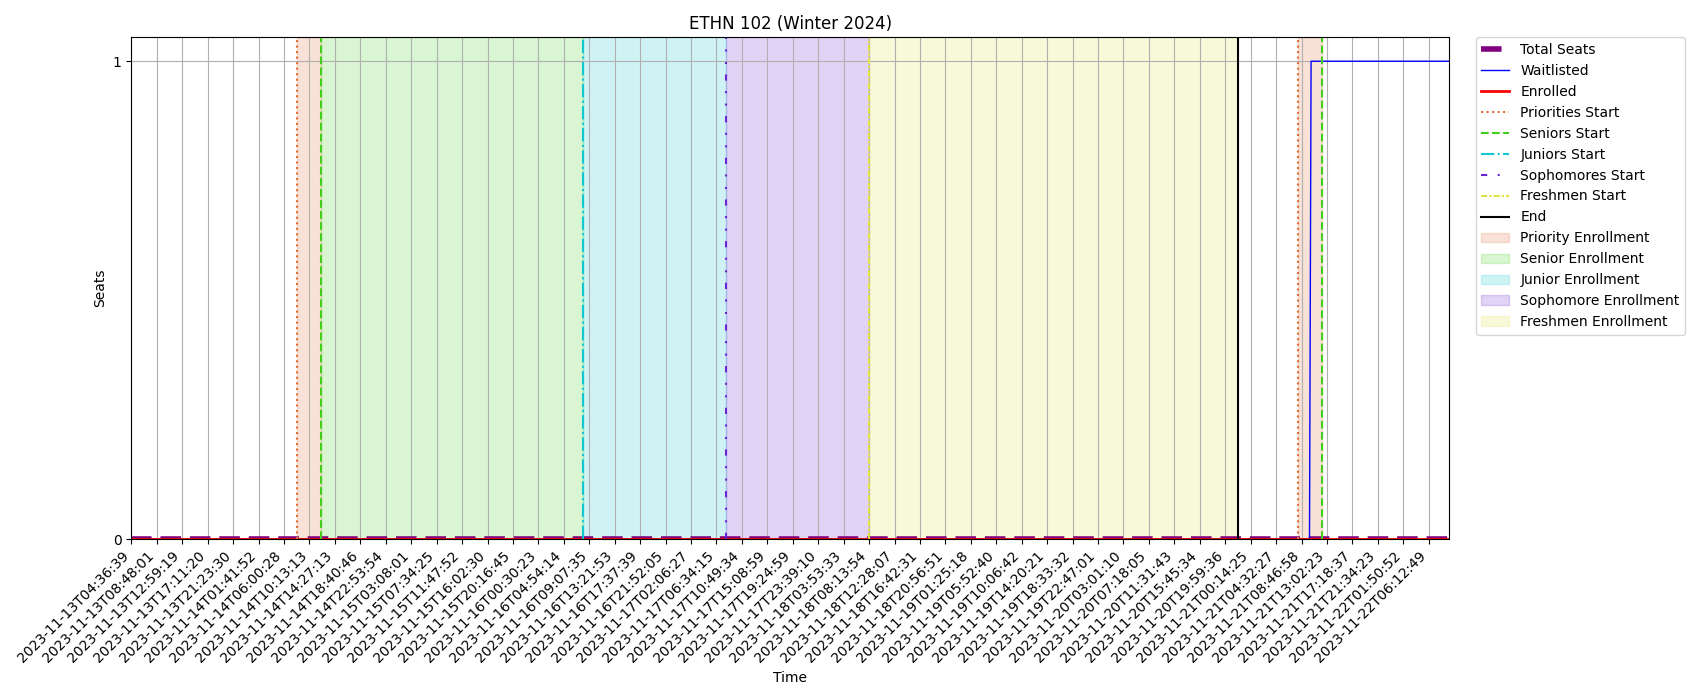 ETHN 102 (Winter 2024)
Seats
1
0
2023-11-13T04:36:39
2023-11-13T08:48:01
2023-11-13T12:59:19
2023-11-13T17:11:20
2023-11-13T21:23:30
2023-11-14T01:41:52
2023-11-14T06:00:28
2023-11-14T10:13:13
2023-11-14T14:27:13
2023-11-14T18:40:46
2023-11-14T22:53:54
2023-11-15T03:08:01
2023-11-15T07:34:25
2023-11-15T11:47:52
2023-11-15T16:02:30
2023-11-15T20:16:45
2023-11-16T00:30:23
2023-11-16T04:54:14
2023-11-16T09:07:35
2023-11-16T13:21:53
2023-11-16T17:37:39
2023-11-16T21:52:05
2023-11-17T02:06:27
2023-11-17T06:34:15
2023-11-17T10:49:34
2023-11-17T15:08:59
2023-11-17T19:24:59
2023-11-17T23:39:10
2023-11-18T03:53:33
2023-11-18T08:13:54
2023-11-18T12:28:07
2023-11-18T16:42:31
2023-11-18T20:56:51
2023-11-19T01:25:18
2023-11-19T05:52:40
2023-11-19T10:06:42
2023-11-19T14:20:21
2023-11-19T18:33:32
2023-11-19T22:47:01
2023-11-20T03:01:10
2023-11-20T07:18:05
2023-11-20T11:31:43
2023-11-20T15:45:34
2023-11-20T19:59:36
2023-11-21T00:14:25
2023-11-21T04:32:27
2023-11-21T08:46:58
2023-11-21T13:02:23
2023-11-21T17:18:37
2023-11-21T21:34:23
2023-11-22T01:50:52
2023-11-22T06:12:49
Time
Total Seats
Waitlisted
Enrolled
Priorities Start
Seniors Start
Juniors Start
Sophomores Start
Freshmen Start
End
Priority Enrollment
Senior Enrollment
Junior Enrollment
Sophomore Enrollment
Freshmen Enrollment